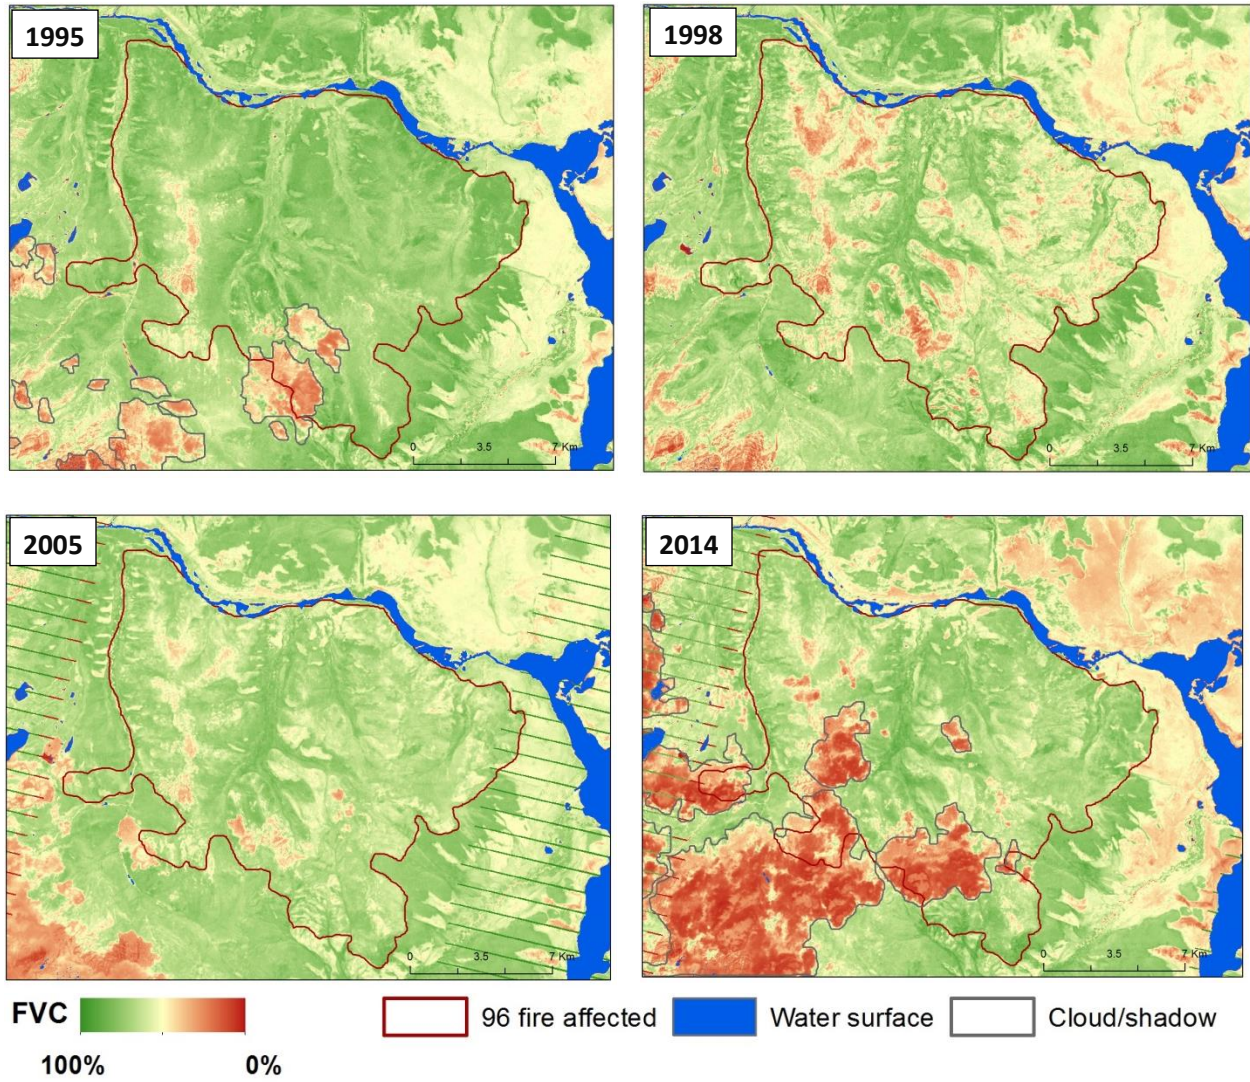 1995
1998
0 3.5 7 Km
0 3.5 7 Km
2005
2014
0 3.5 7 Km
0 3.5 7 Km
FVC
100% 0%
96 fire affected
Water surface
Cloud/shadow